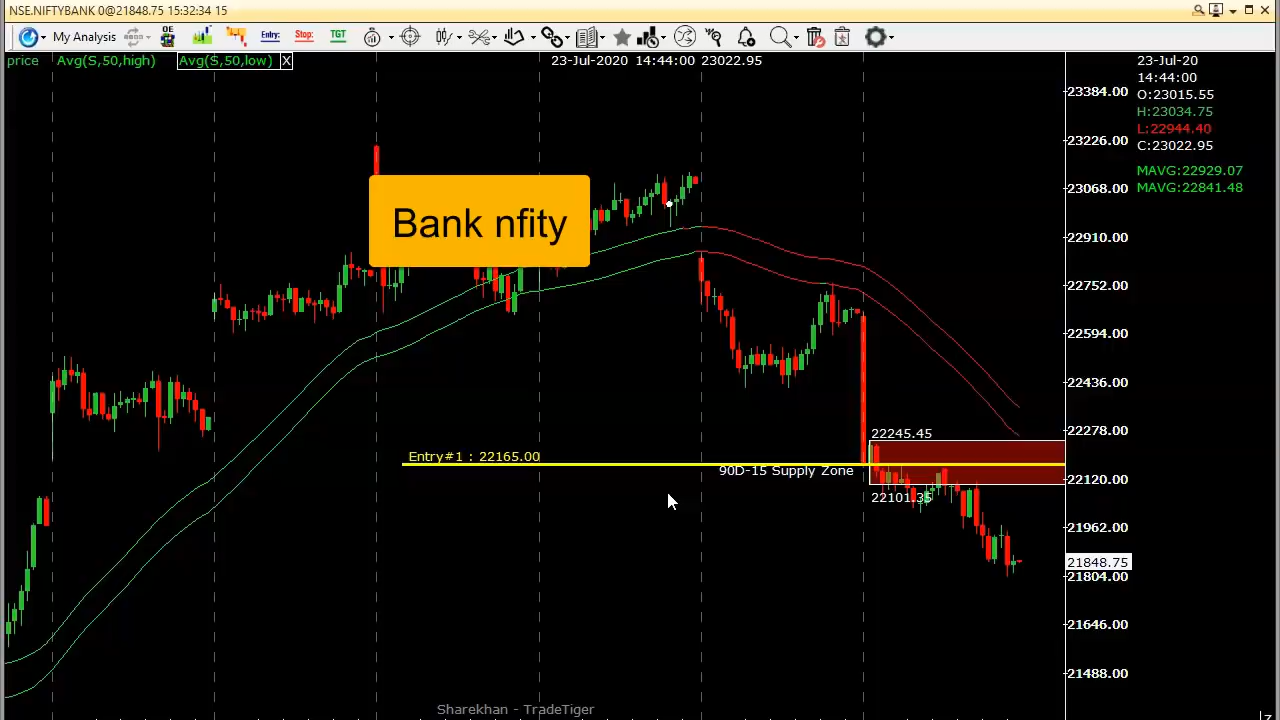 NSE.NIFTYBANK 0@21848.75 15:32:34 15
My Analysis
OE
Entry:
Stop:
TGT
price Avg(S,50,high) Avg(S,50,low) X
23-Jul-2020 14:44:00 23022.95
23-Jul-20
14:44:00
O:23015.55
H:23034.75
L:22944.40
C:23022.95
MAVG:22929.07
MAVG:22841.48
23384.00
23226.00
23068.00
22910.00
22752.00
22594.00
22436.00
22278.00
22120.00
21962.00
21848.75
21804.00
21646.00
21488.00
Bank nfity
22245.45
Entry#1 : 22165.00
90D-15 Supply Zone
22101.35
Sharekhan - TradeTiger